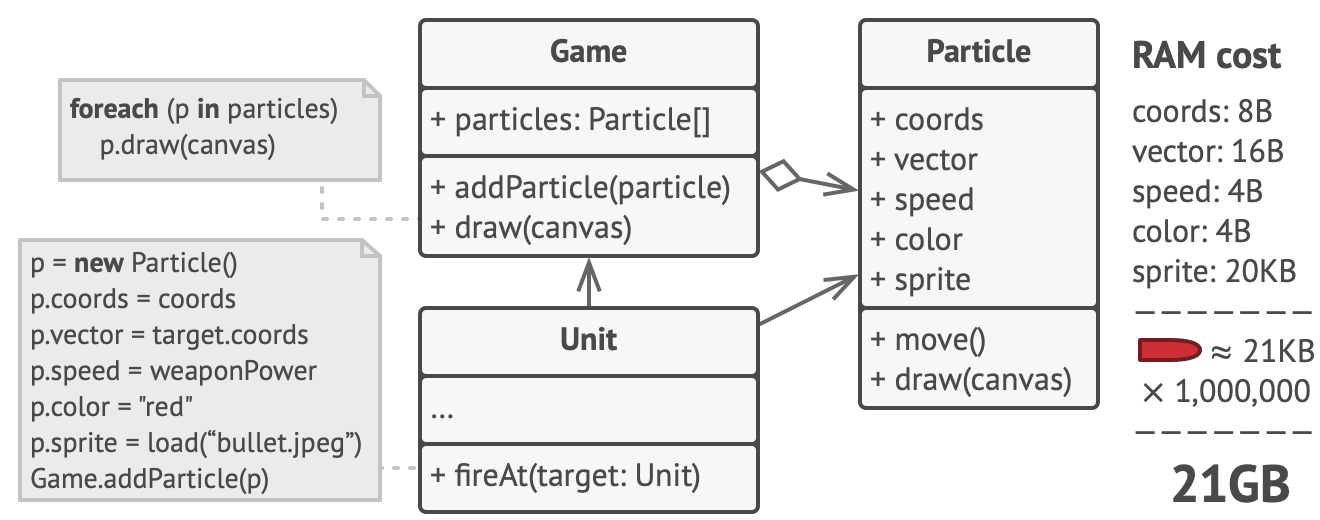 foreach (p in particles)
p.draw(canvas)
p = new Particle()
p.coords = coords
p.vector = target.coords
p.speed = weaponPower
p.color = "red"
p.sprite = load(“bullet.jpeg”)
Game.addParticle(p)
Game
+ particles: Particle[]
+ addParticle(particle)
+ draw(canvas)
Unit
...
+ fireAt(target: Unit)
Particle
+ coords
+ vector
+ speed
+ color
+ sprite
+ move()
+ draw(canvas)
RAM cost
coords: 8B
vector: 16B
speed: 4B
color: 4B
sprite: 20KB
≈ 21KB
× 1,000,000
21GB